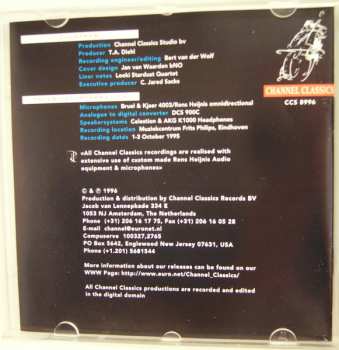 Production Channel Classics Studio bv
Producer T.A. Diehl
Recording engineer/editing Bert van der Wolf
Cover design Jan van Waarden bNO
Liner notes Loeki Stardust Quartet
Executive producer C. Jared Sacks
CHANNEL CLASSICS
CCS 8996
Microphones Bruel & Kjaer 4003/Rens Heijnis omnidirectional
Analogue to digital converter DCS 900C
Speakersystems Celestion & AKG K1000 Headphones
Recording location Muziekcentrum Frits Philips, Eindhoven
Recording dates 1-3 October 1995
«All Channel Classics recordings are realised with
extensive use of custom made Rens Heijnis Audio
equipment & microphones»
© & ℗ 1996
Production & distribution by Channel Classics Records BV
Jacob van Lennepkade 334 E
1053 NJ Amsterdam, The Netherlands
Phone (+31) 206 16 17 75, Fax (+31) 206 16 05 28
E-mail channel@euronet.nl
Compuserve 100327,2765
PO Box 5642, Englewood New Jersey 07631, USA
Phone (+1.201) 5681544
More information about our releases can be found on our
WWW Page: http://www.euro.net/Channel_Classics/
All Channel Classics productions are recorded and edited
in the digital domain